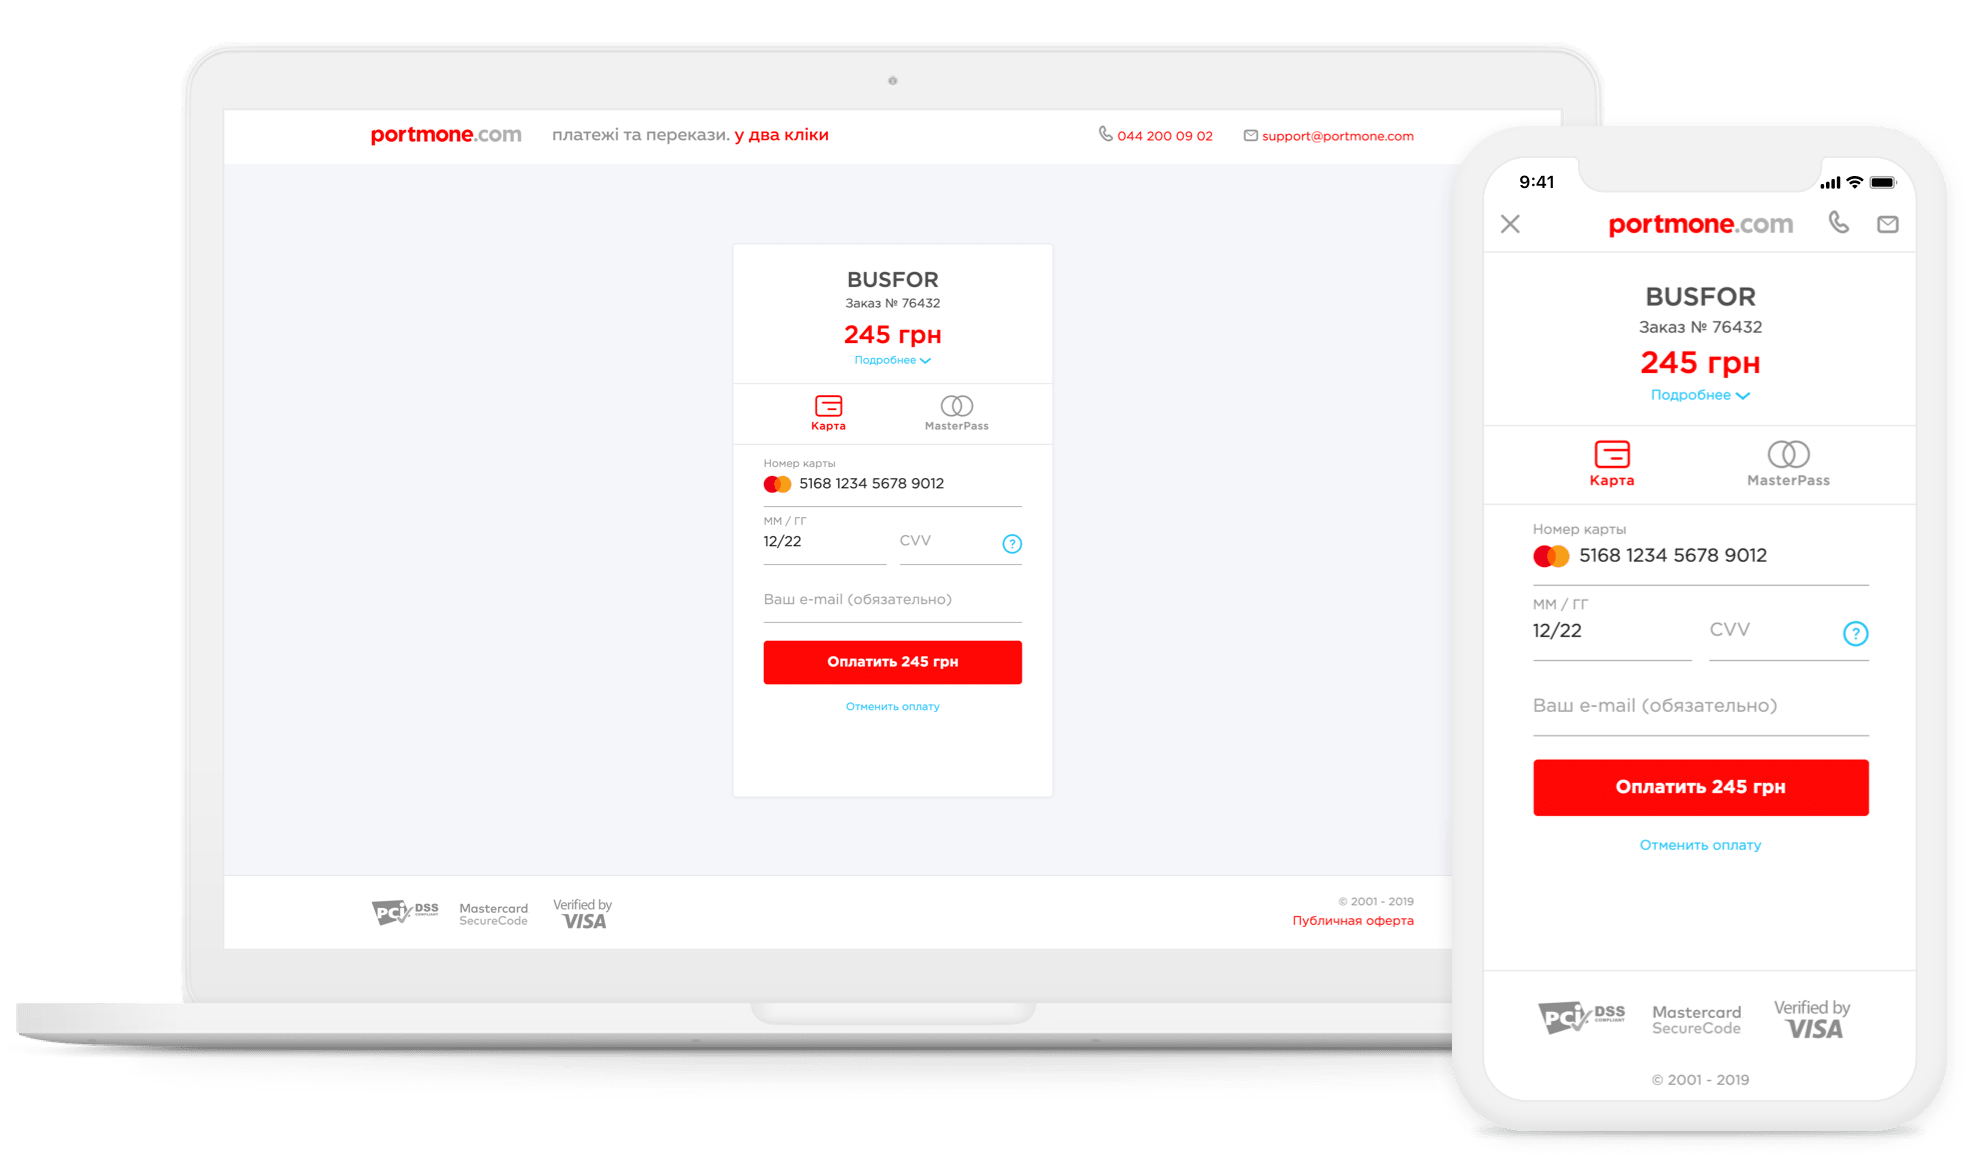 portmone.com платежі та перекази. у два кліки 044 200 09 02 support@portmone.com
BUSFOR
Заказ № 76432
245 грн
Подробнее
Карта MasterPass
Номер карты
5168 1234 5678 9012
ММ / ГГ
12/22 CVV ?
Ваш e-mail (обязательно)
Оплатить 245 грн
Отменить оплату
PCI DSS COMPLIANT
Mastercard SecureCode
Verified by VISA
© 2001 - 2019
Публичная оферта
9:41
portmone.com
BUSFOR
Заказ № 76432
245 грн
Подробнее
Карта MasterPass
Номер карты
5168 1234 5678 9012
ММ / ГГ
12/22 CVV ?
Ваш e-mail (обязательно)
Оплатить 245 грн
Отменить оплату
PCI DSS COMPLIANT
Mastercard SecureCode
Verified by VISA
© 2001 - 2019